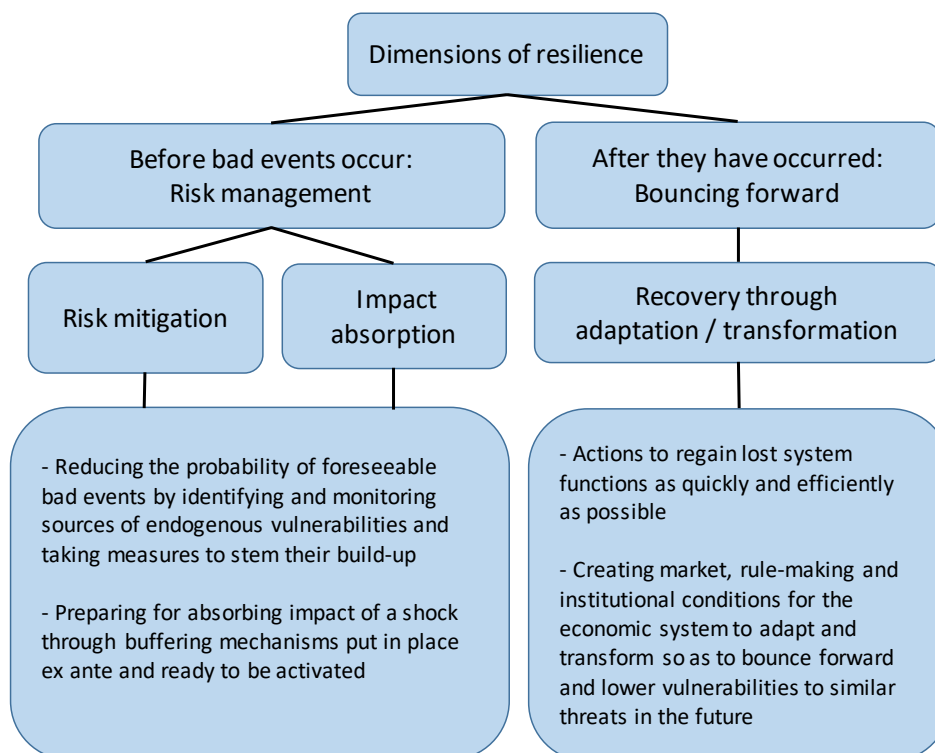 Dimensions of resilience
Before bad events occur:
Risk management
After they have occurred:
Bouncing forward
Risk mitigation
Impact
absorption
Recovery through
adaptation / transformation
- Reducing the probability of foreseeable
bad events by identifying and monitoring
sources of endogenous vulnerabilities and
taking measures to stem their build-up
- Preparing for absorbing impact of a shock
through buffering mechanisms put in place
ex ante and ready to be activated
- Actions to regain lost system
functions as quickly and efficiently
as possible
- Creating market, rule-making and
institutional conditions for the
economic system to adapt and
transform so as to bounce forward
and lower vulnerabilities to similar
threats in the future